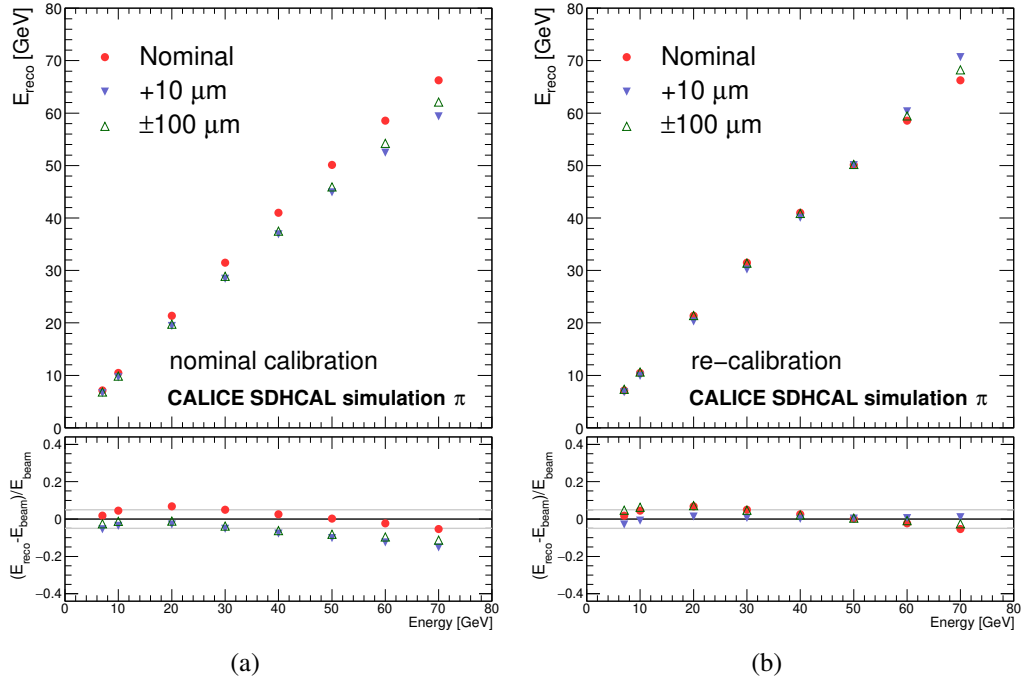 E_reco [GeV]
80
70
60
50
40
30
20
10
0
Nominal
+10 μm
±100 μm
nominal calibration
CALICE SDHCAL simulation π
(E_reco-E_beam)/E_beam
0.4
0.2
0
−0.2
−0.4
0 10 20 30 40 50 60 70 80
Energy [GeV]
(a)
E_reco [GeV]
80
70
60
50
40
30
20
10
0
Nominal
+10 μm
±100 μm
re−calibration
CALICE SDHCAL simulation π
(E_reco-E_beam)/E_beam
0.4
0.2
0
−0.2
−0.4
0 10 20 30 40 50 60 70 80
Energy [GeV]
(b)